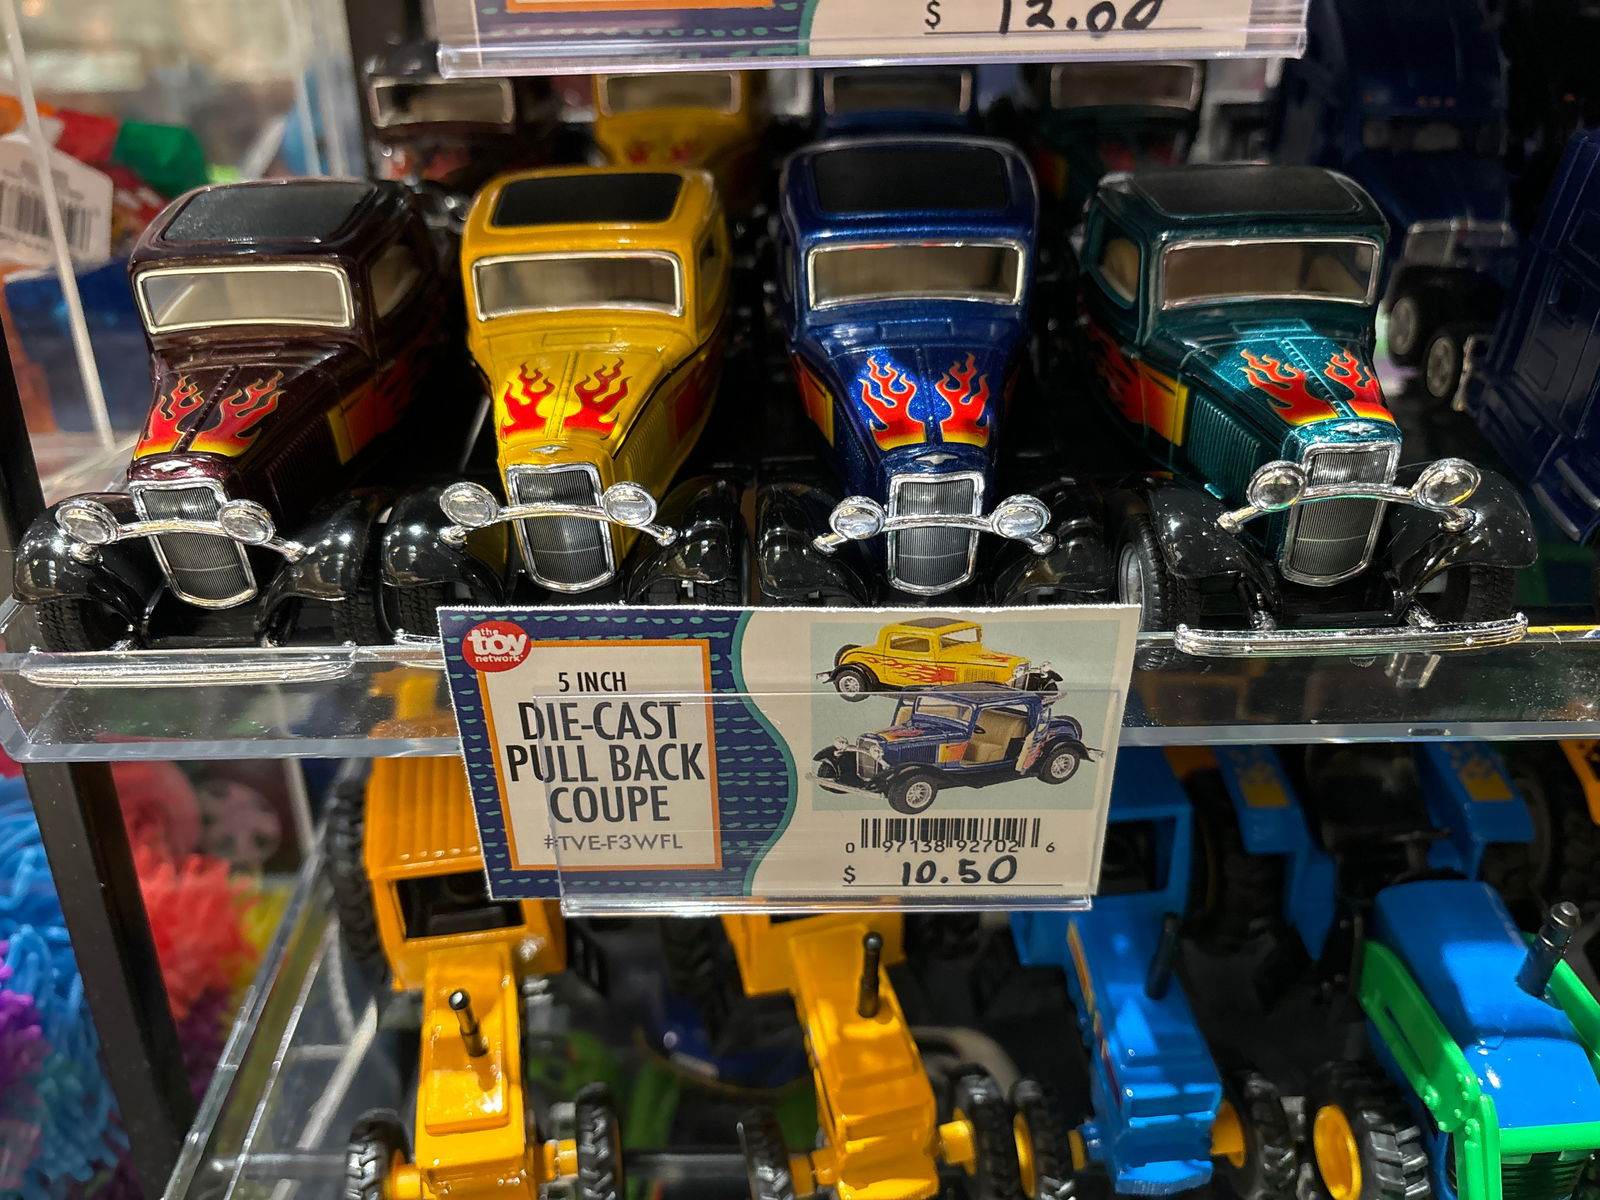 $ 12.00
the
toy
network
5 INCH
DIE-CAST
PULL BACK
COUPE
#TVE-F3WFL
0 97138 92702 6
$ 10.50